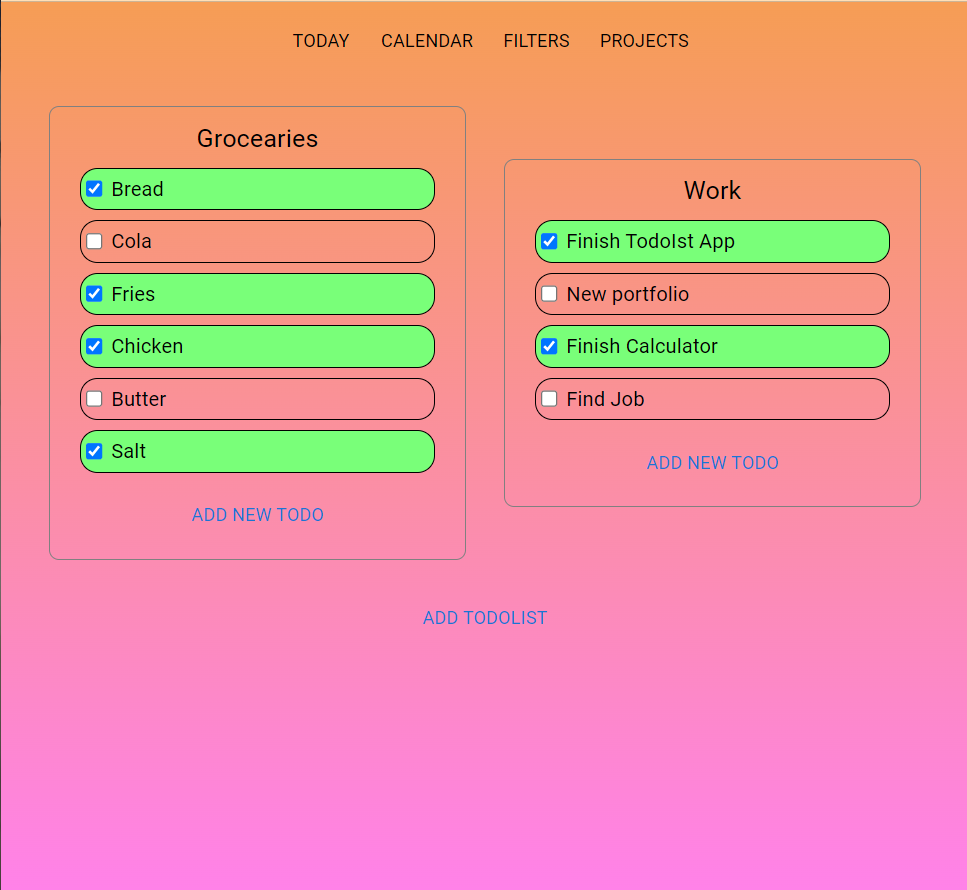 TODAY CALENDAR FILTERS PROJECTS
Grocearies
Bread
Cola
Fries
Chicken
Butter
Salt
ADD NEW TODO
Work
Finish TodoIst App
New portfolio
Finish Calculator
Find Job
ADD NEW TODO
ADD TODOLIST